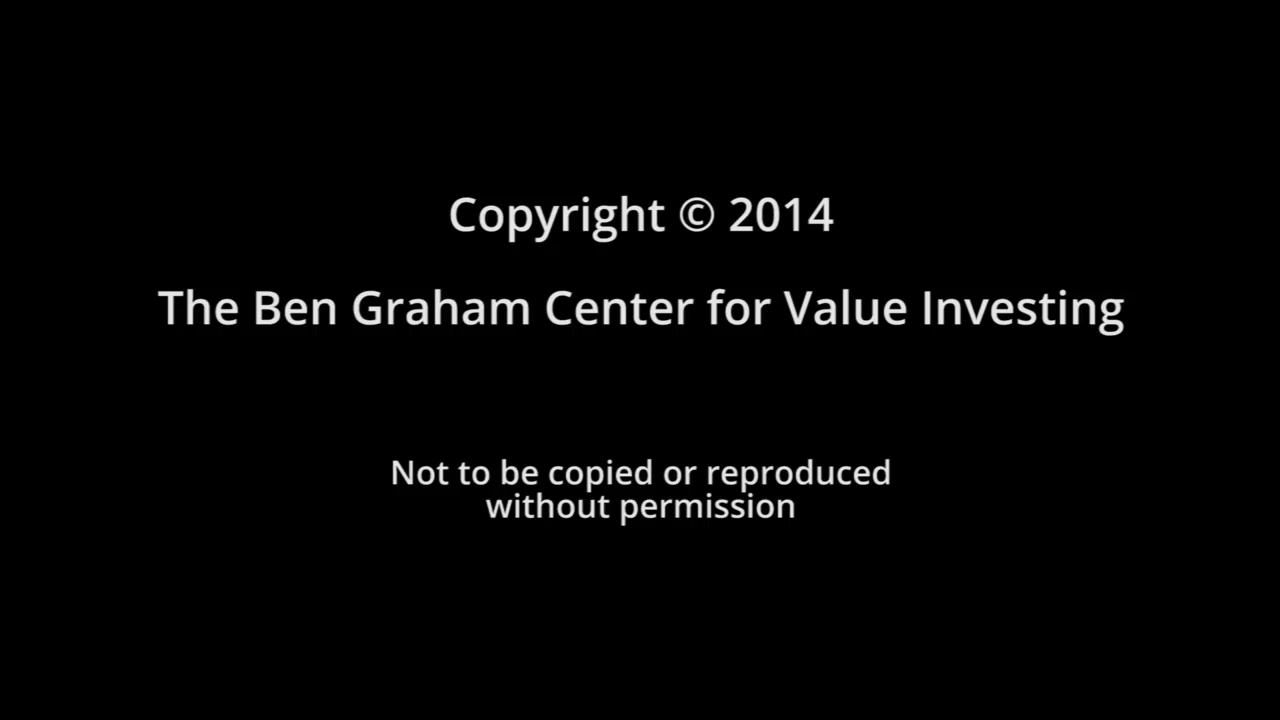 Copyright © 2014
The Ben Graham Center for Value Investing
Not to be copied or reproduced
without permission